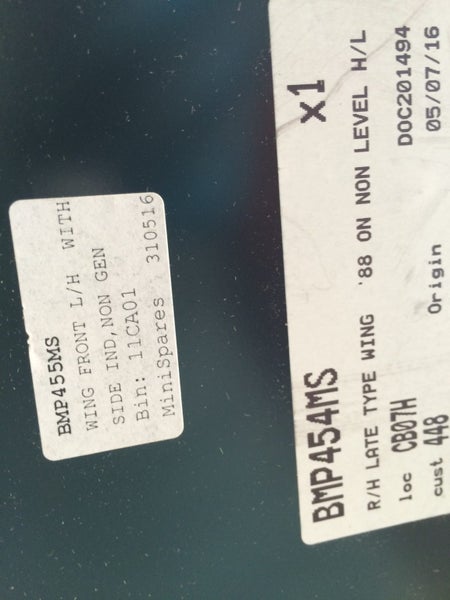 BMP455MS
WING FRONT L/H WITH
SIDE IND, NON GEN
Bin: 11CA01
MiniSpares 310516
BMP454MS x1
R/H LATE TYPE WING '88 ON NON LEVEL H/L
loc CB07H DOC201494
cust 448 Origin 05/07/16